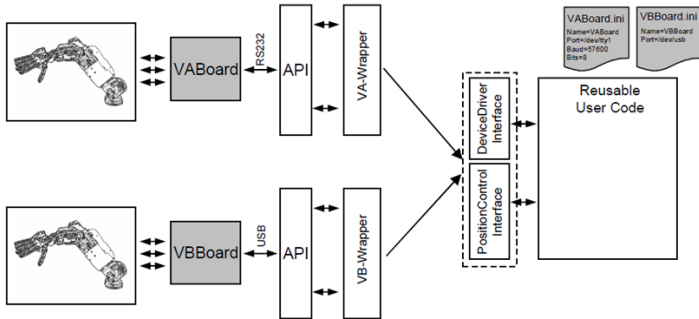 VABoard.ini
Name=VABoard
Port=/dev/tty1
Baud=57600
Bits=8
VBBoard.ini
Name=VBBoard
Port=/dev/usb
VABoard
RS232
API
VA-Wrapper
DeviceDriver
Interface
PositionControl
Interface
Reusable
User Code
VBBoard
USB
API
VB-Wrapper